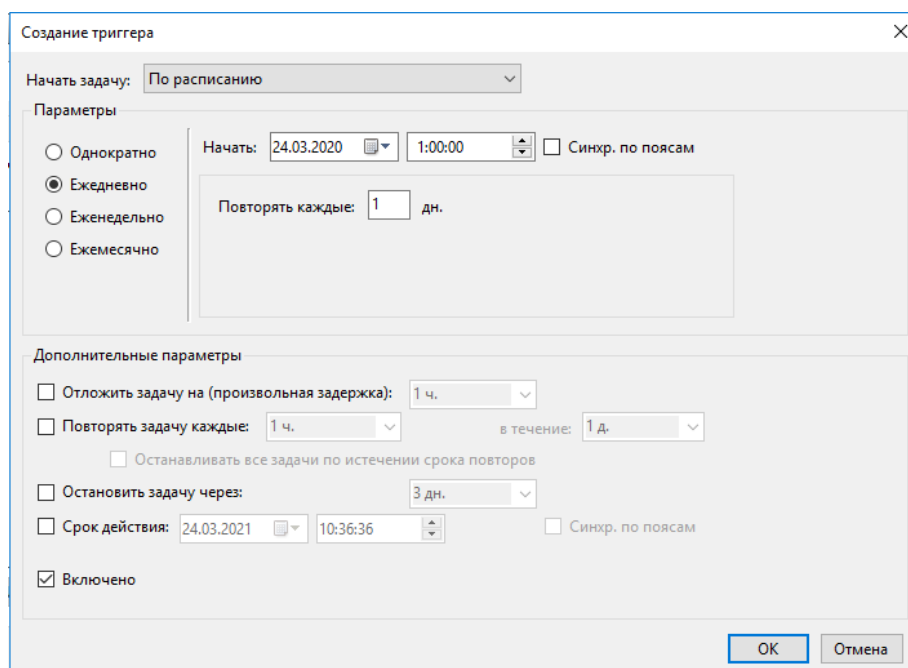 Создание триггера
Начать задачу: По расписанию
Параметры
Однократно
Ежедневно
Еженедельно
Ежемесячно
Начать: 24.03.2020 1:00:00 Синхр. по поясам
Повторять каждые: 1 дн.
Дополнительные параметры
Отложить задачу на (произвольная задержка): 1 ч.
Повторять задачу каждые: 1 ч. в течение: 1 д.
Останавливать все задачи по истечении срока повторов
Остановить задачу через: 3 дн.
Срок действия: 24.03.2021 10:36:36 Синхр. по поясам
Включено
ОК Отмена